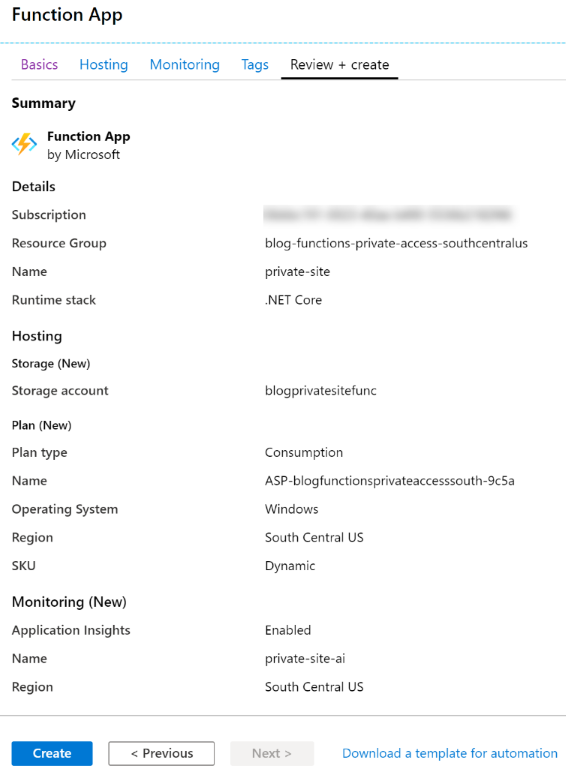 Function App
Basics Hosting Monitoring Tags Review + create
Summary
Function App
by Microsoft
Details
Subscription
Resource Group blog-functions-private-access-southcentralus
Name private-site
Runtime stack .NET Core
Hosting
Storage (New)
Storage account blogprivatesitefunc
Plan (New)
Plan type Consumption
Name ASP-blogfunctionsprivateaccesssouth-9c5a
Operating System Windows
Region South Central US
SKU Dynamic
Monitoring (New)
Application Insights Enabled
Name private-site-ai
Region South Central US
Create < Previous Next > Download a template for automation